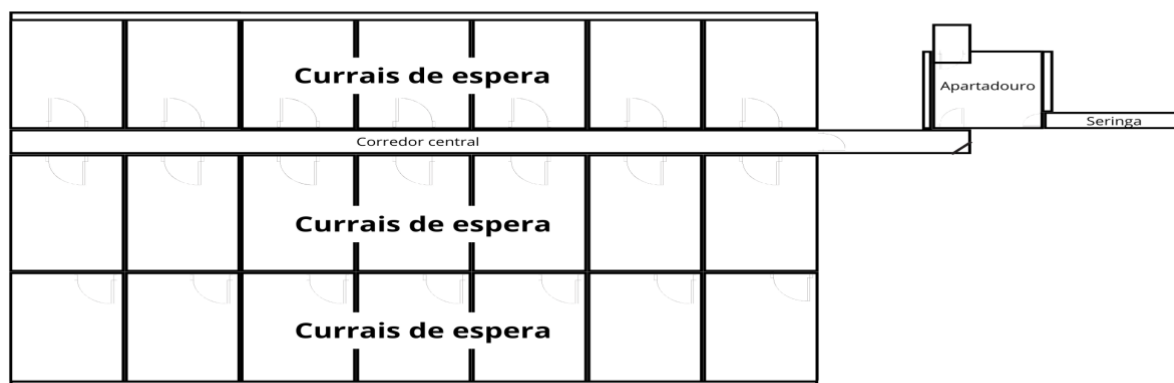 Currais de espera
Apartadouro
Seringa
Corredor central
Currais de espera
Currais de espera